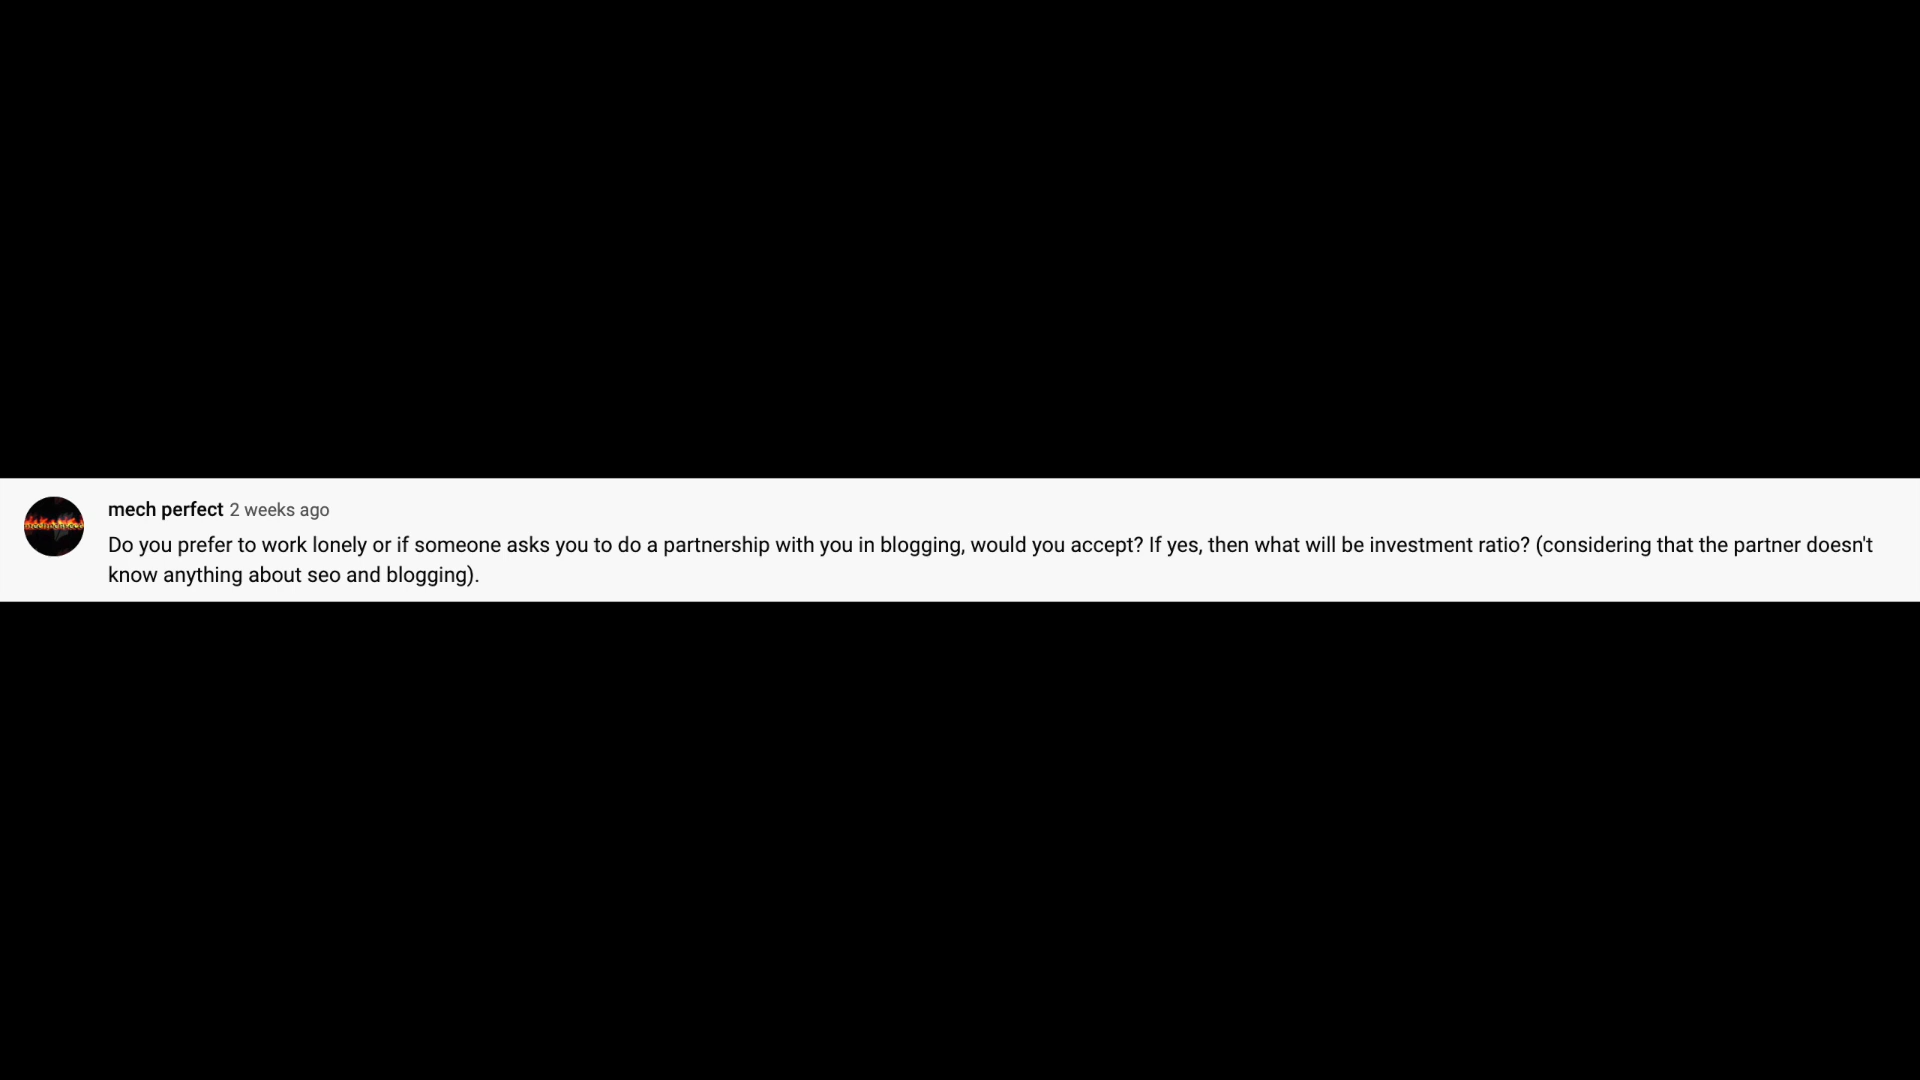 mech perfect 2 weeks ago
Do you prefer to work lonely or if someone asks you to do a partnership with you in blogging, would you accept? If yes, then what will be investment ratio? (considering that the partner doesn't
know anything about seo and blogging).